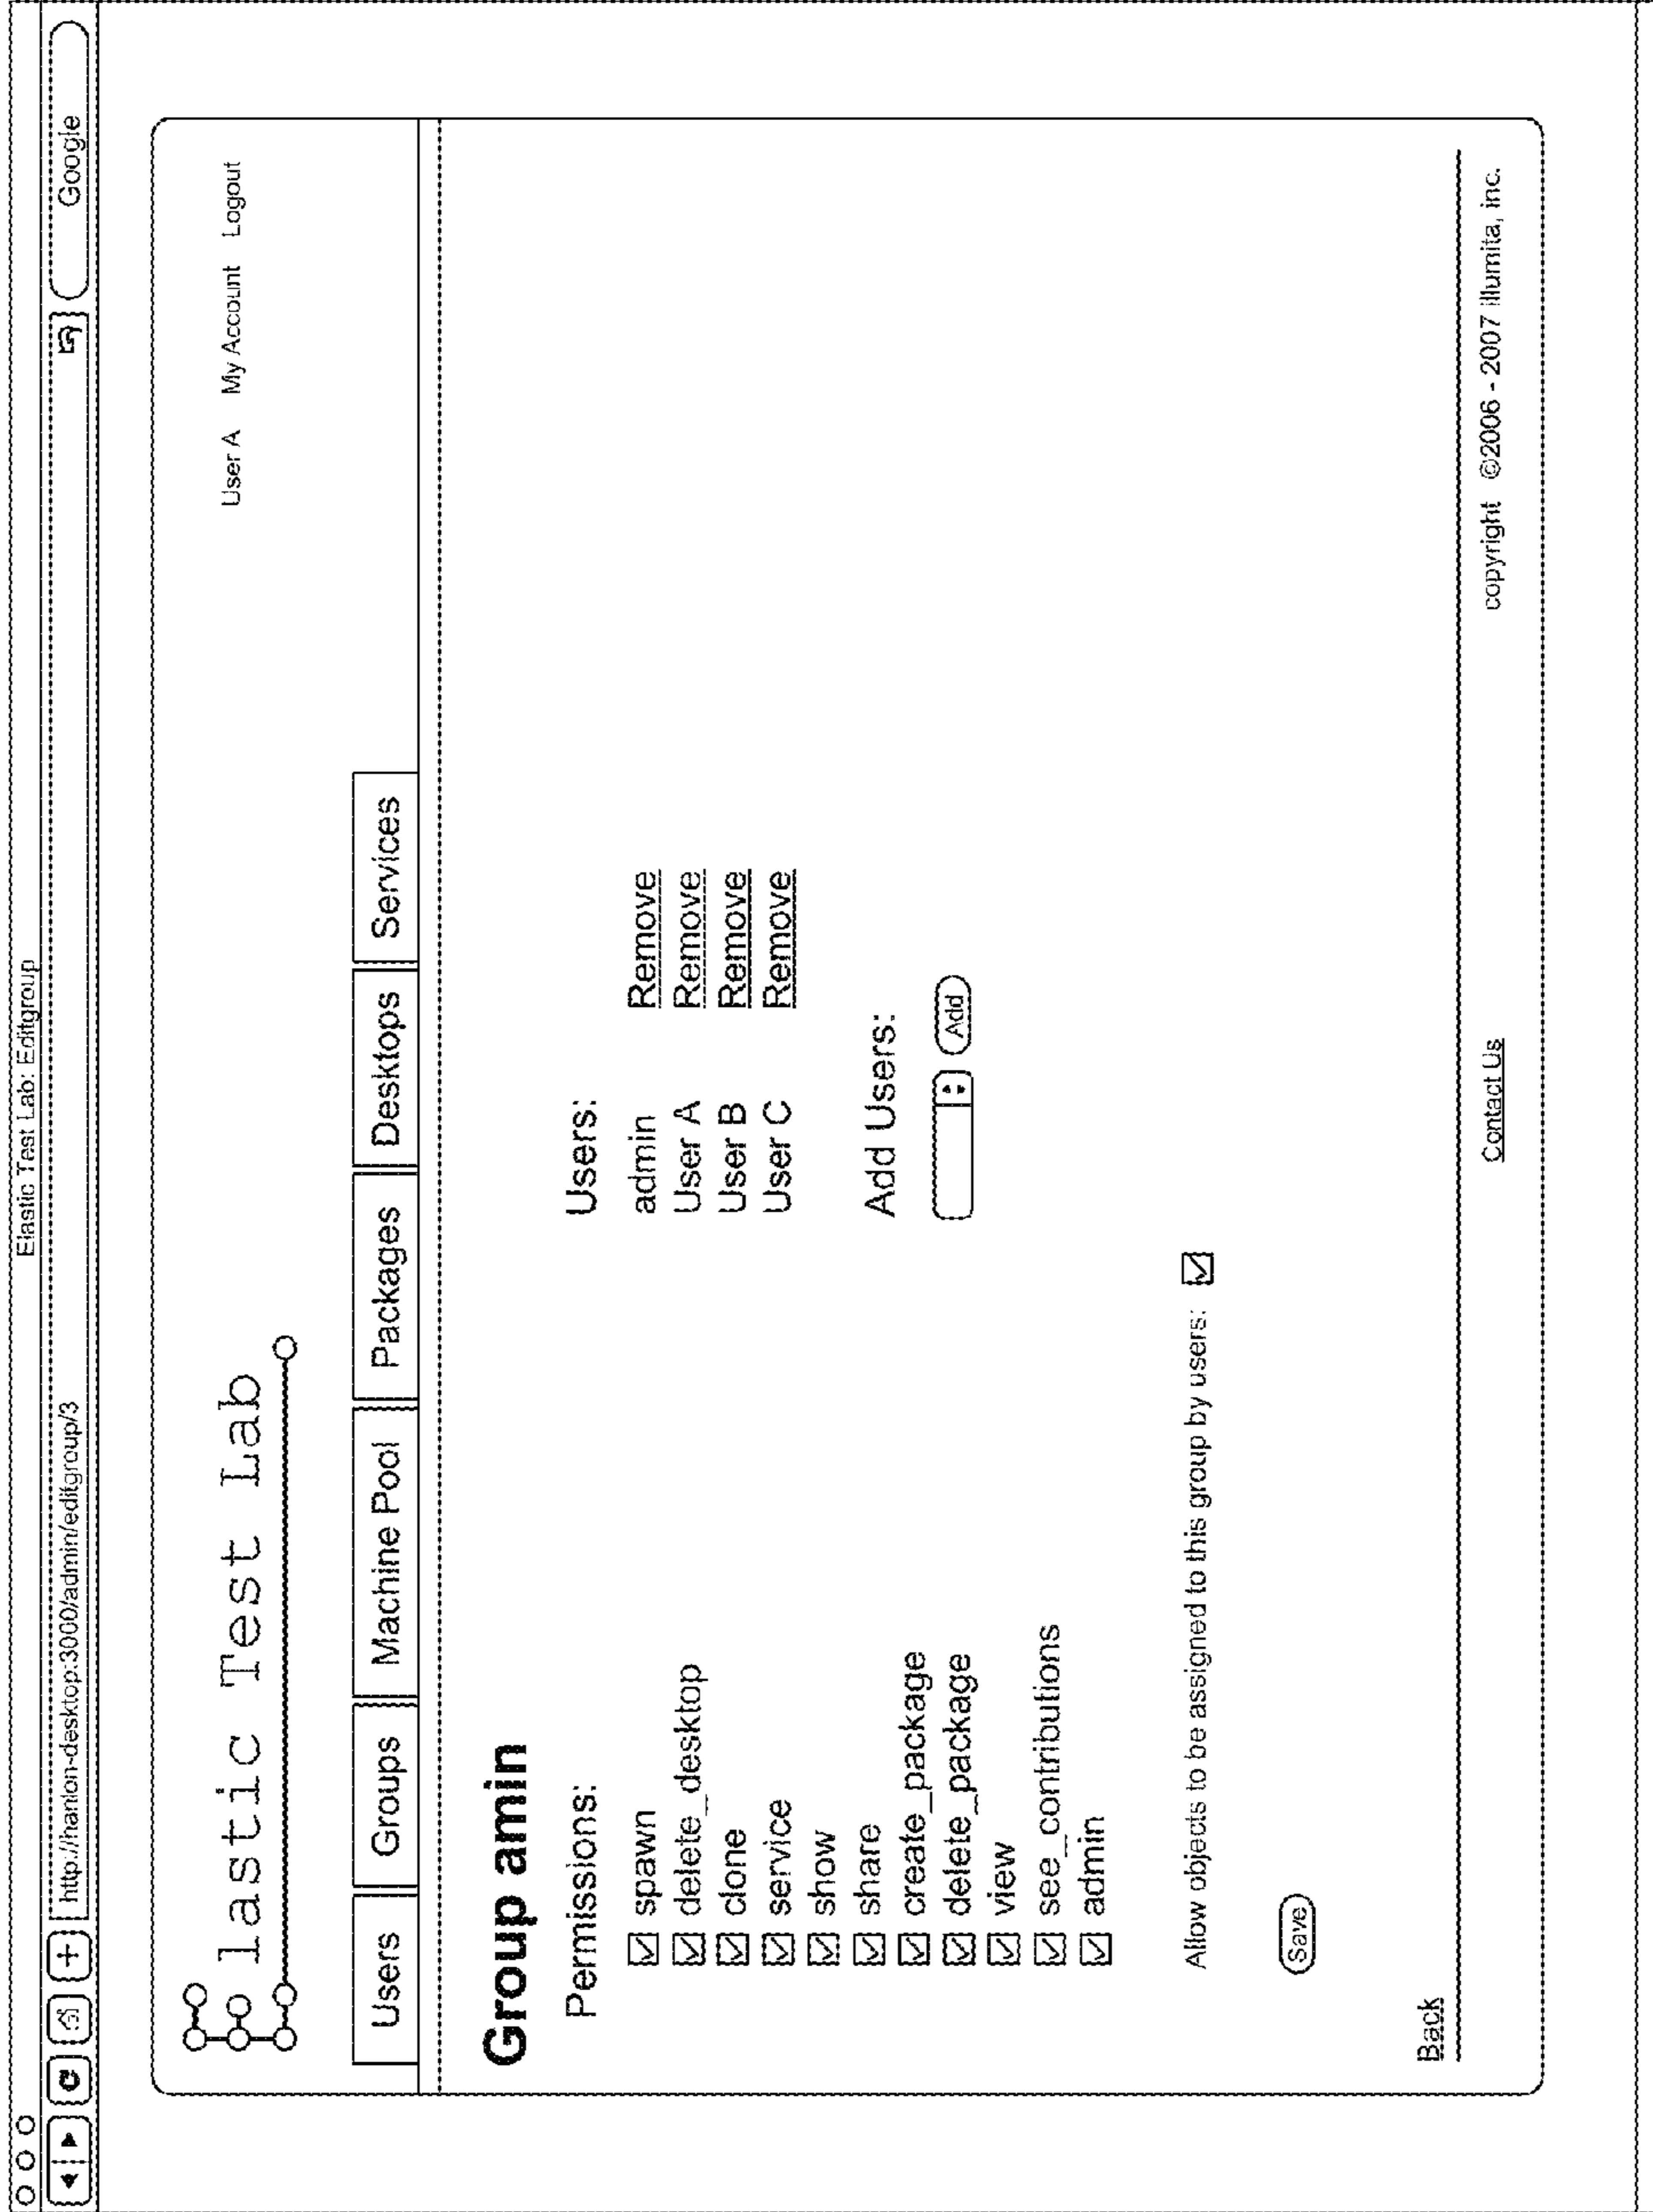 Elastic Test Lab: Editgroup
http://hanlon-desktop:3000/admin/editgroup/3
Google
lastic Test Lab
User A My Account Logout
Users Groups Machine Pool Packages Desktops Services
Group amin
Permissions:
spawn
delete_desktop
clone
service
show
share
create_package
delete_package
view
see_contributions
admin
Users:
admin Remove
User A Remove
User B Remove
User C Remove
Add Users:
Add
Allow objects to be assigned to this group by users:
Save
Back
Contact Us
copyright ©2006 - 2007 illumita, inc.